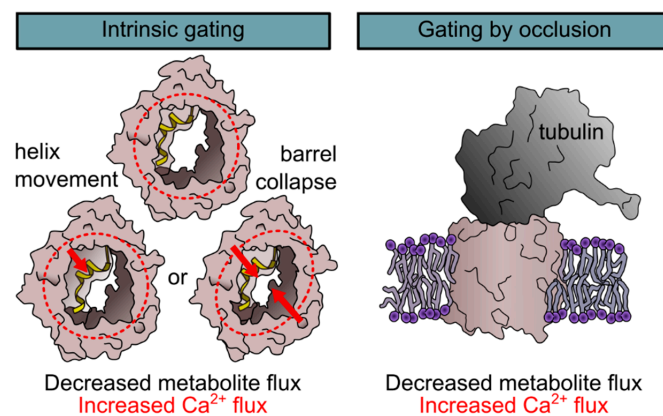 Intrinsic gating
helix
movement
barrel
collapse
or
Decreased metabolite flux
Increased Ca²⁺ flux
Gating by occlusion
tubulin
Decreased metabolite flux
Increased Ca²⁺ flux